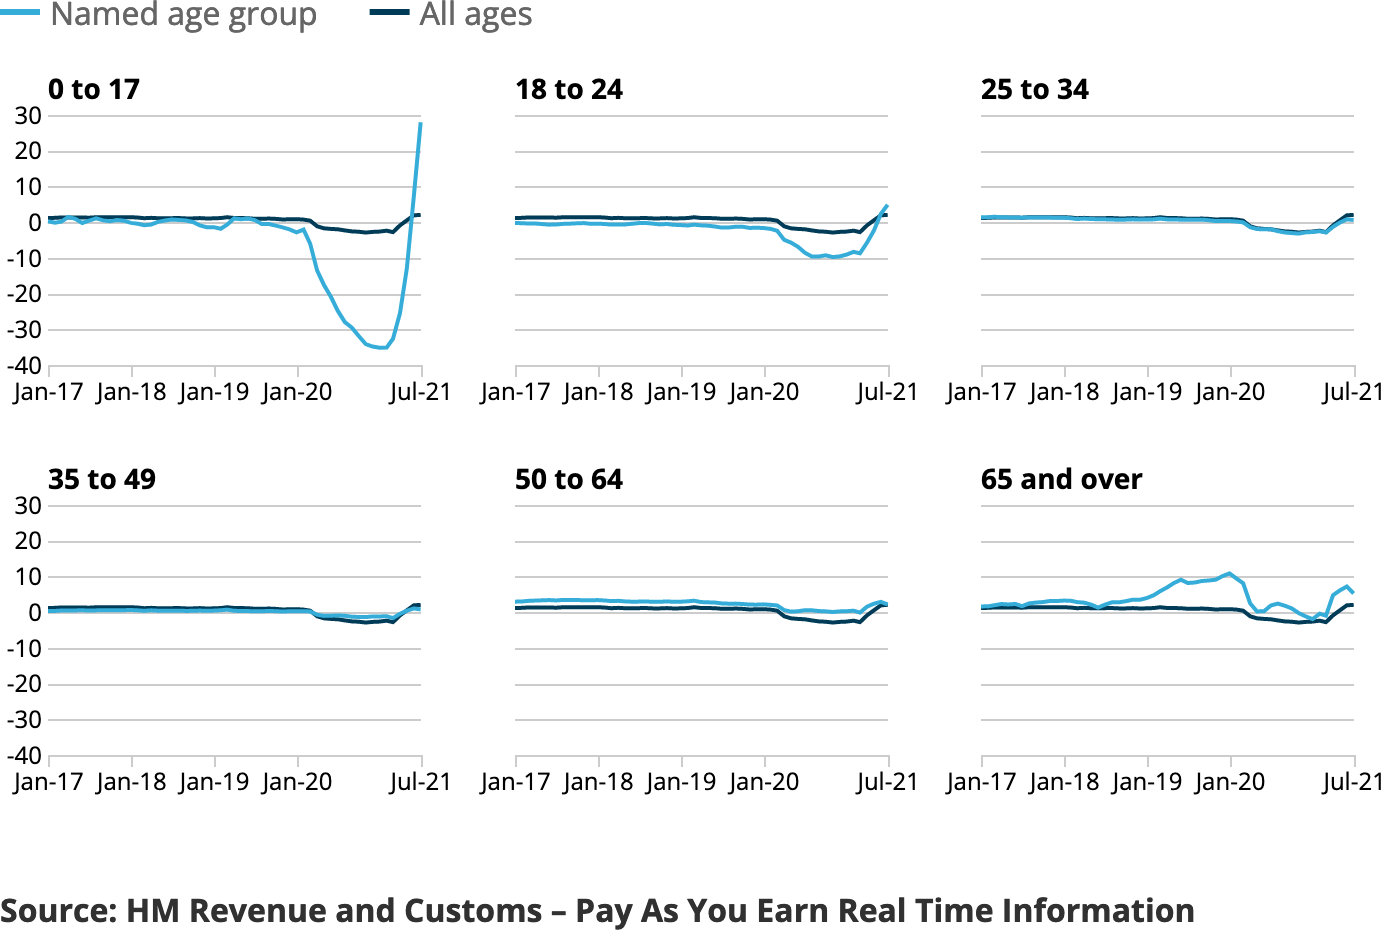 Named age group All ages
0 to 17 18 to 24 25 to 34
30
20
10
0
-10
-20
-30
-40
Jan-17 Jan-18 Jan-19 Jan-20 Jul-21 Jan-17 Jan-18 Jan-19 Jan-20 Jul-21 Jan-17 Jan-18 Jan-19 Jan-20 Jul-21
35 to 49 50 to 64 65 and over
30
20
10
0
-10
-20
-30
-40
Jan-17 Jan-18 Jan-19 Jan-20 Jul-21 Jan-17 Jan-18 Jan-19 Jan-20 Jul-21 Jan-17 Jan-18 Jan-19 Jan-20 Jul-21
Source: HM Revenue and Customs – Pay As You Earn Real Time Information